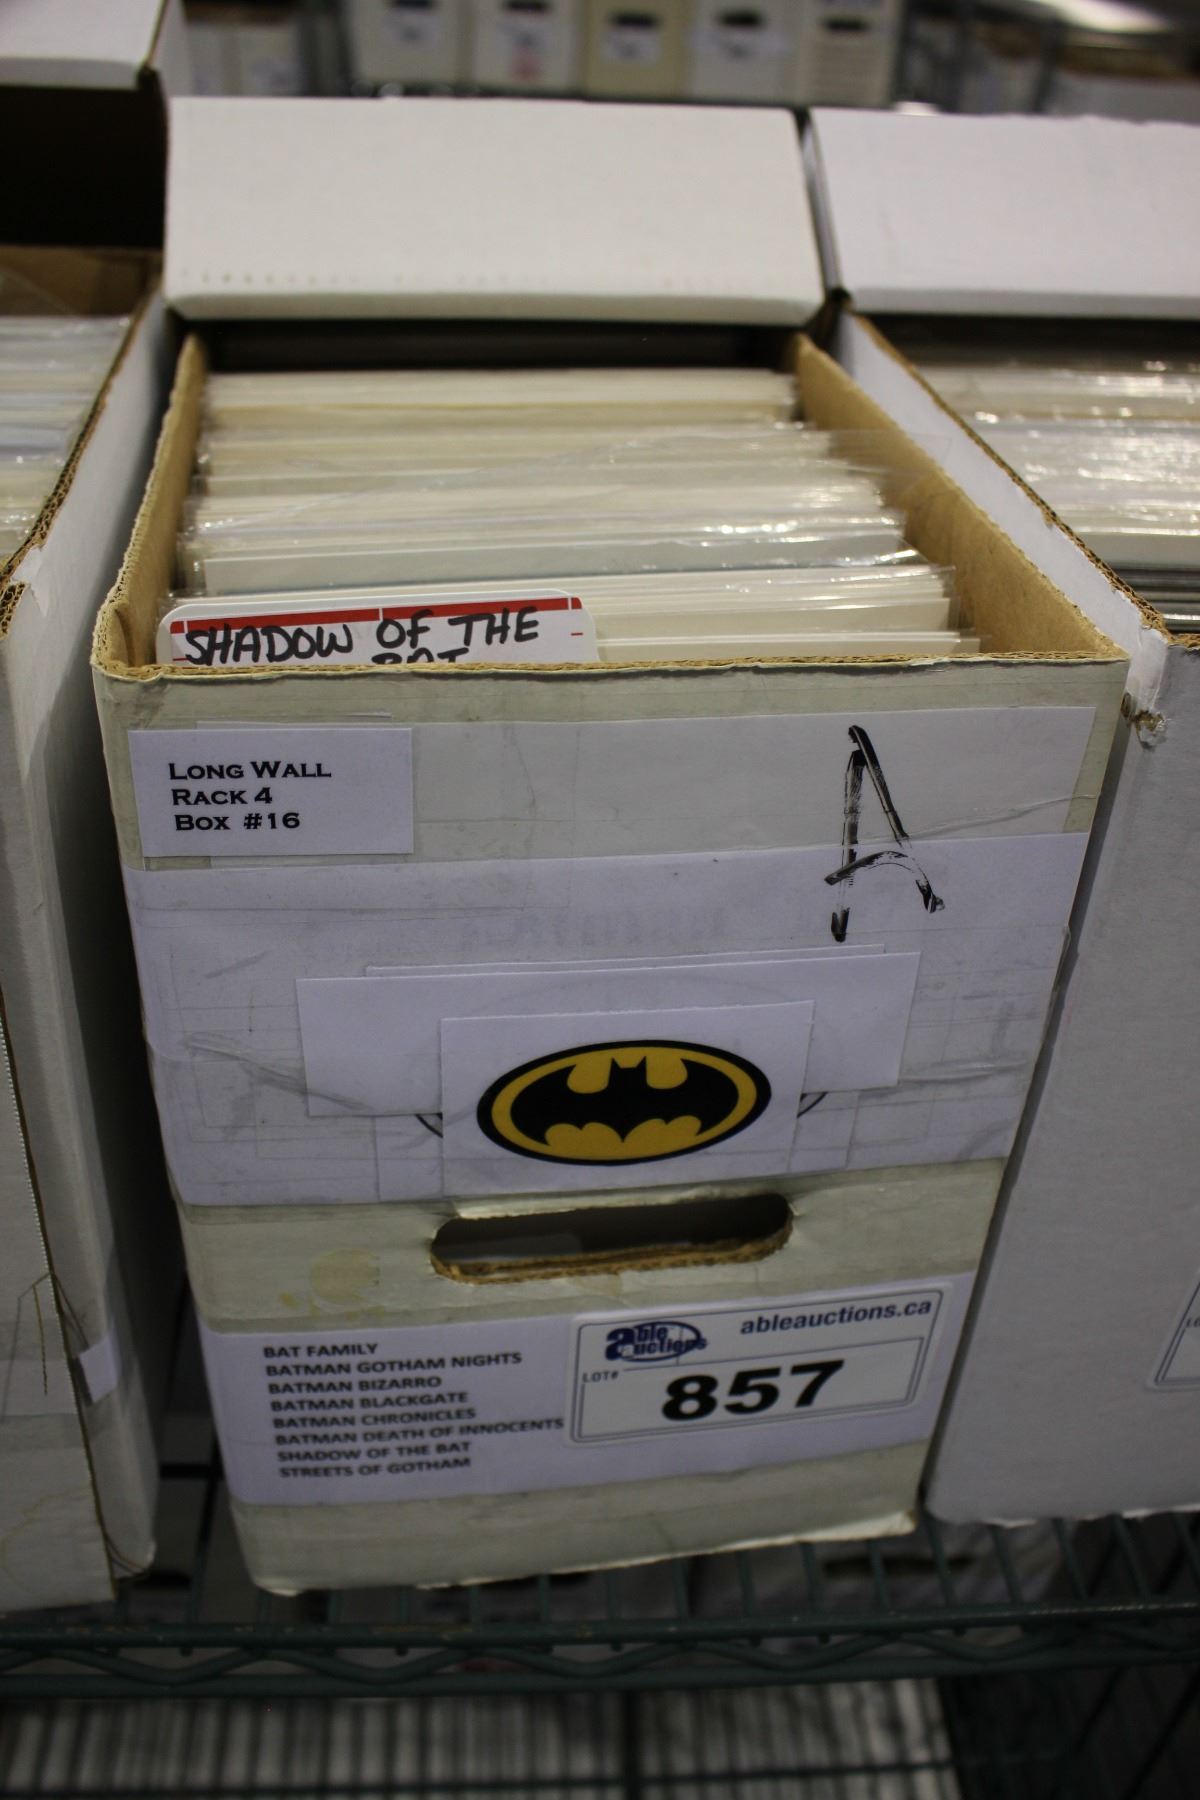 SHADOW OF THE
BAT
LONG WALL
RACK 4
BOX #16
A
BAT FAMILY
BATMAN GOTHAM NIGHTS
BATMAN BIZARRO
BATMAN BLACKGATE
BATMAN CHRONICLES
BATMAN DEATH OF INNOCENTS
SHADOW OF THE BAT
STREETS OF GOTHAM
able auctions
ableauctions.ca
LOT#
857